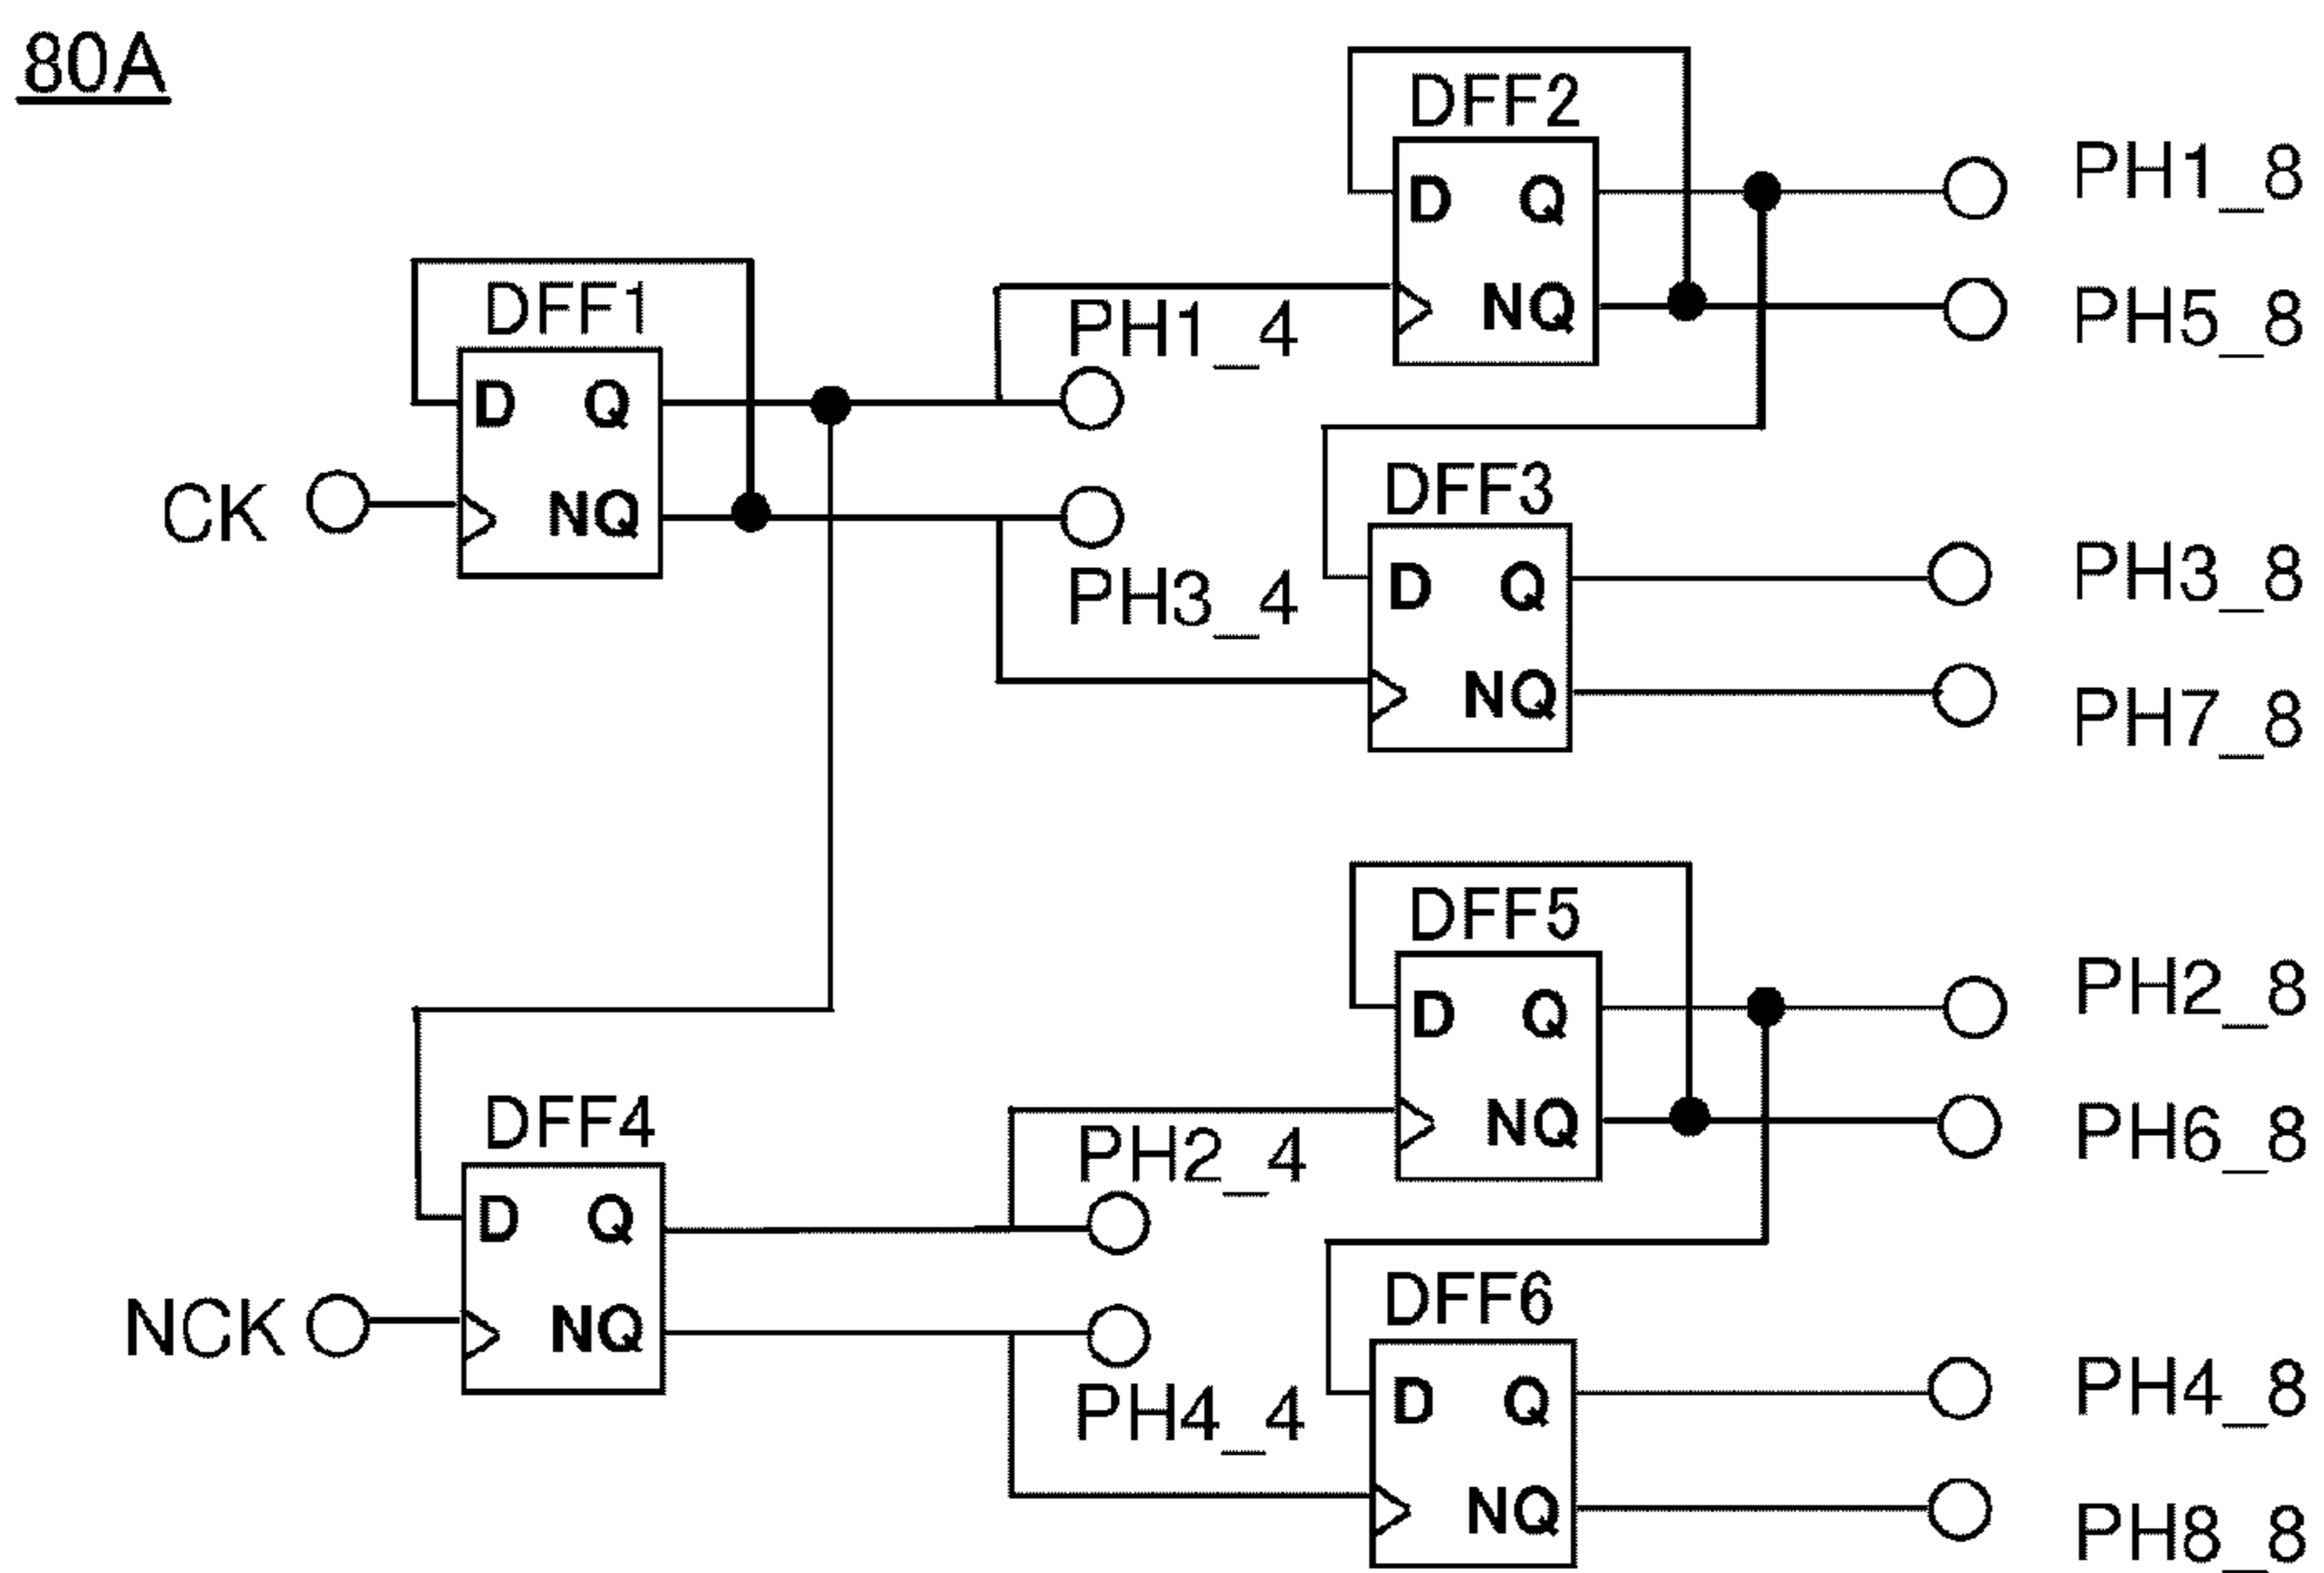 80A
DFF2
D Q
NQ
PH1_8
PH5_8
DFF1
D Q
NQ
CK
PH1_4
PH3_4
DFF3
D Q
NQ
PH3_8
PH7_8
DFF5
D Q
NQ
PH2_8
PH6_8
DFF4
D Q
NQ
NCK
PH2_4
PH4_4
DFF6
D Q
NQ
PH4_8
PH8_8